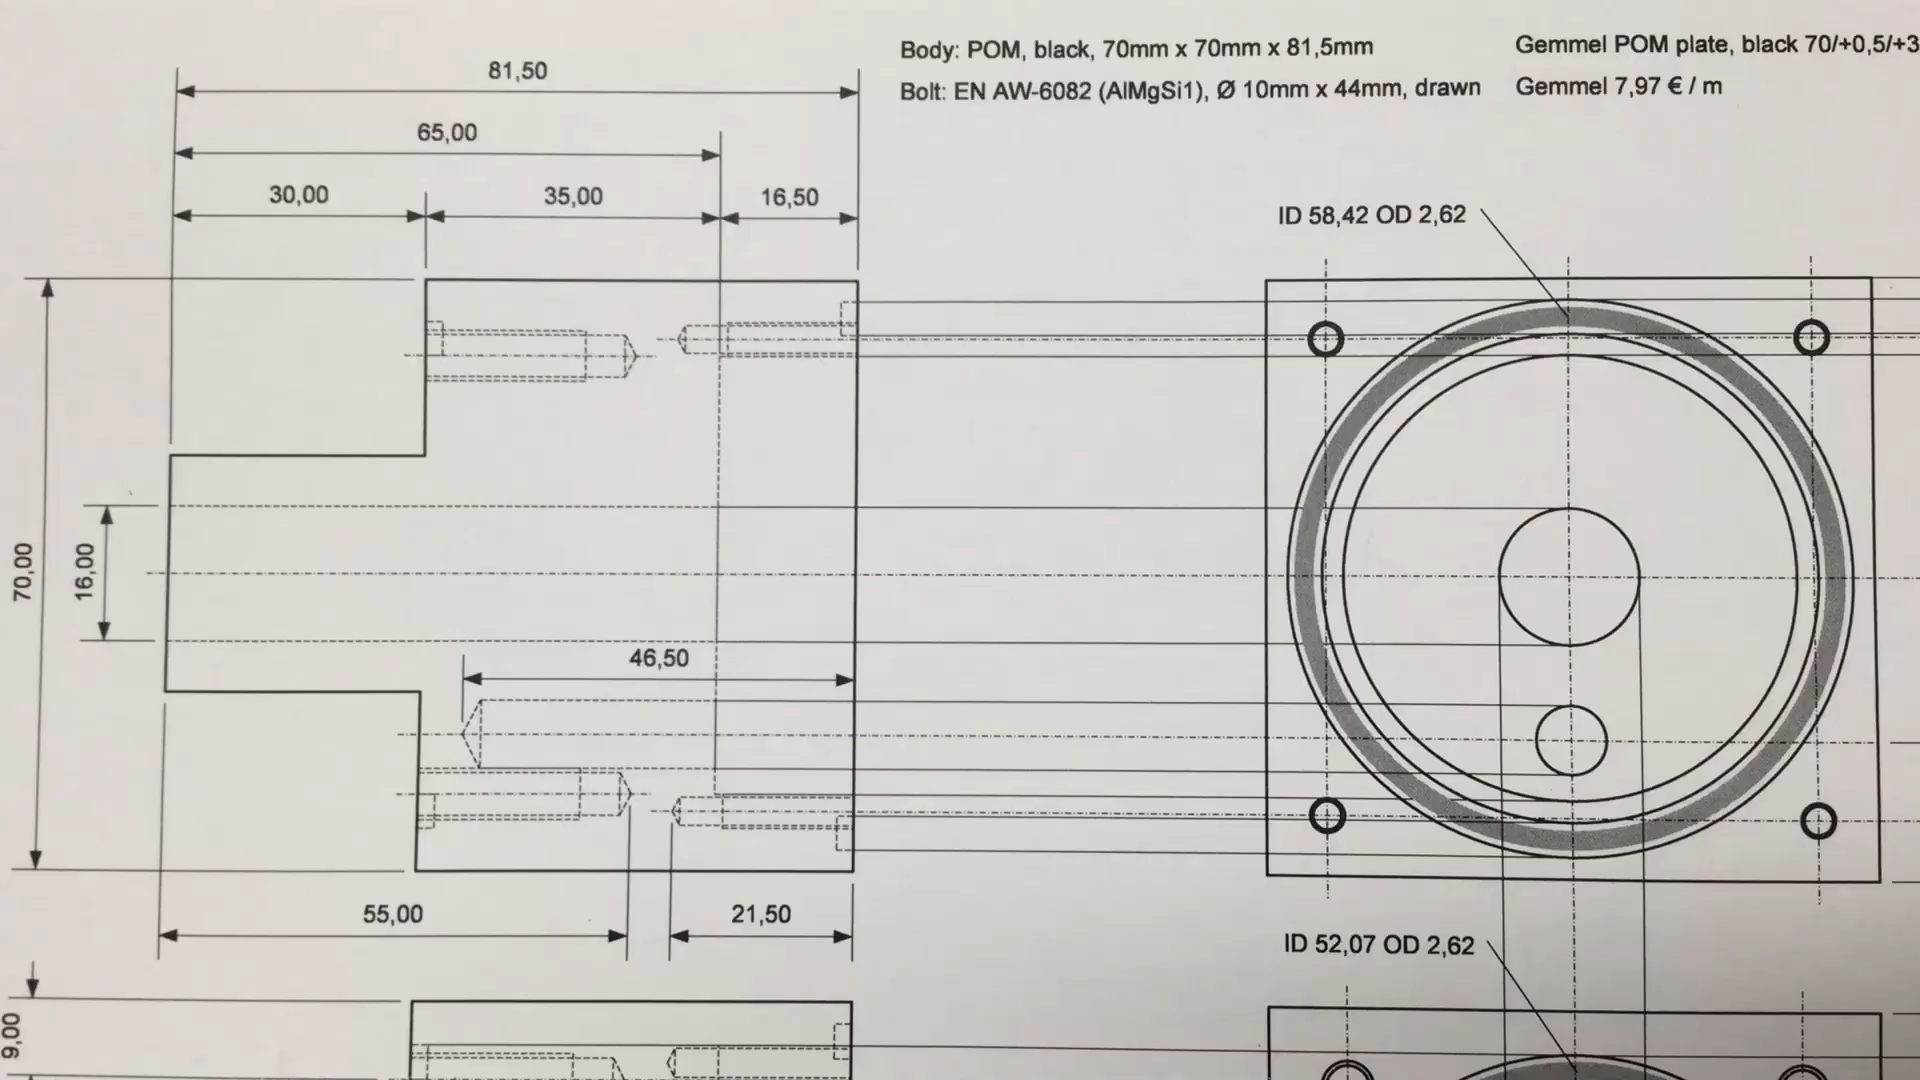 Body: POM, black, 70mm x 70mm x 81,5mm
Gemmel POM plate, black 70/+0,5/+3
Bolt: EN AW-6082 (AlMgSi1), Ø 10mm x 44mm, drawn
Gemmel 7,97 € / m
81,50
65,00
30,00
35,00
16,50
ID 58,42 OD 2,62
70,00
16,00
46,50
55,00
21,50
ID 52,07 OD 2,62
9,00